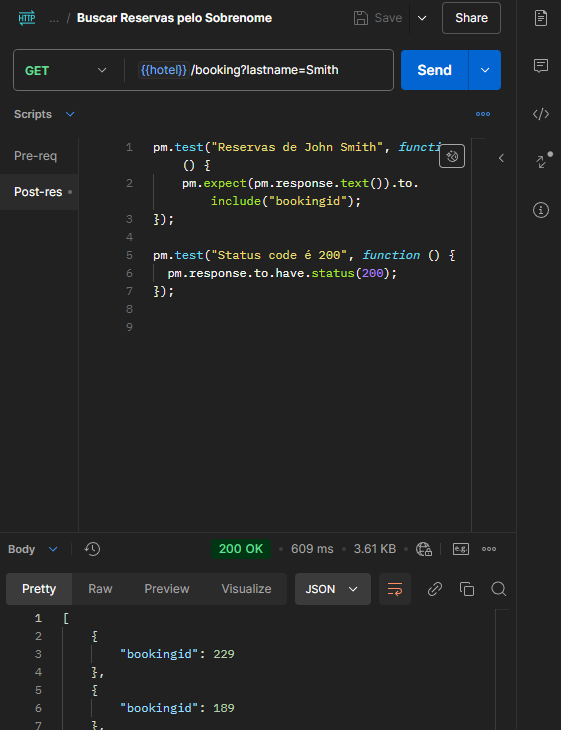 HTTP ... / Buscar Reservas pelo Sobrenome Save Share
GET {{hotel}} /booking?lastname=Smith Send
Scripts
Pre-req
Post-res
1 pm.test("Reservas de John Smith", functi
() {
2 pm.expect(pm.response.text()).to.
include("bookingid");
3 });
4
5 pm.test("Status code é 200", function () {
6 pm.response.to.have.status(200);
7 });
8
9
Body 200 OK • 609 ms • 3.61 KB e.g.
Pretty Raw Preview Visualize JSON
1 [
2 {
3 "bookingid": 229
4 },
5 {
6 "bookingid": 189
7 },